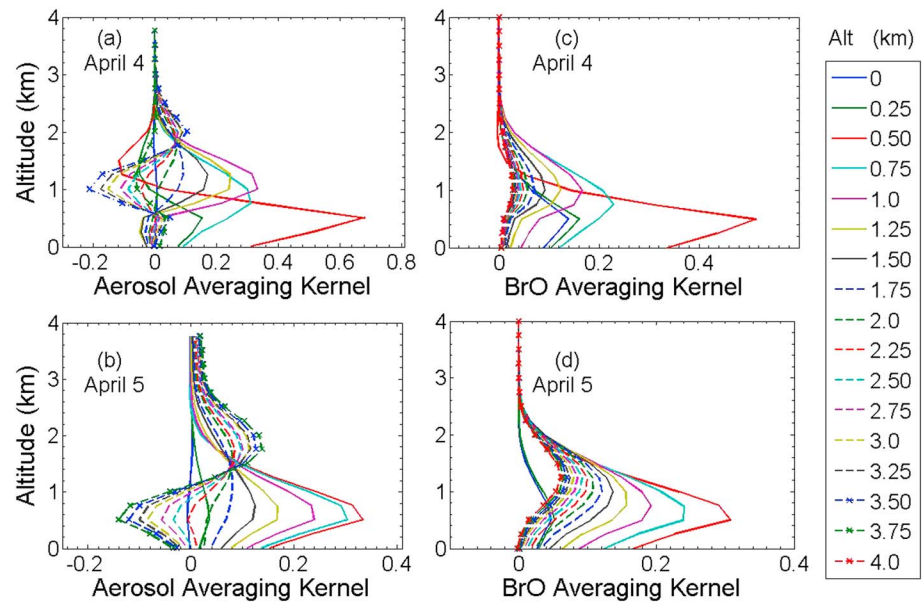 (a)
April 4
Altitude (km)
4
3
2
1
0
-0.2 0 0.2 0.4 0.6 0.8
Aerosol Averaging Kernel
(c)
April 4
4
3
2
1
0
0 0.2 0.4
BrO Averaging Kernel
(b)
April 5
Altitude (km)
4
3
2
1
0
-0.2 0 0.2 0.4
Aerosol Averaging Kernel
(d)
April 5
4
3
2
1
0
0 0.2 0.4
BrO Averaging Kernel
Alt (km)
0
0.25
0.50
0.75
1.0
1.25
1.50
1.75
2.0
2.25
2.50
2.75
3.0
3.25
3.50
3.75
4.0